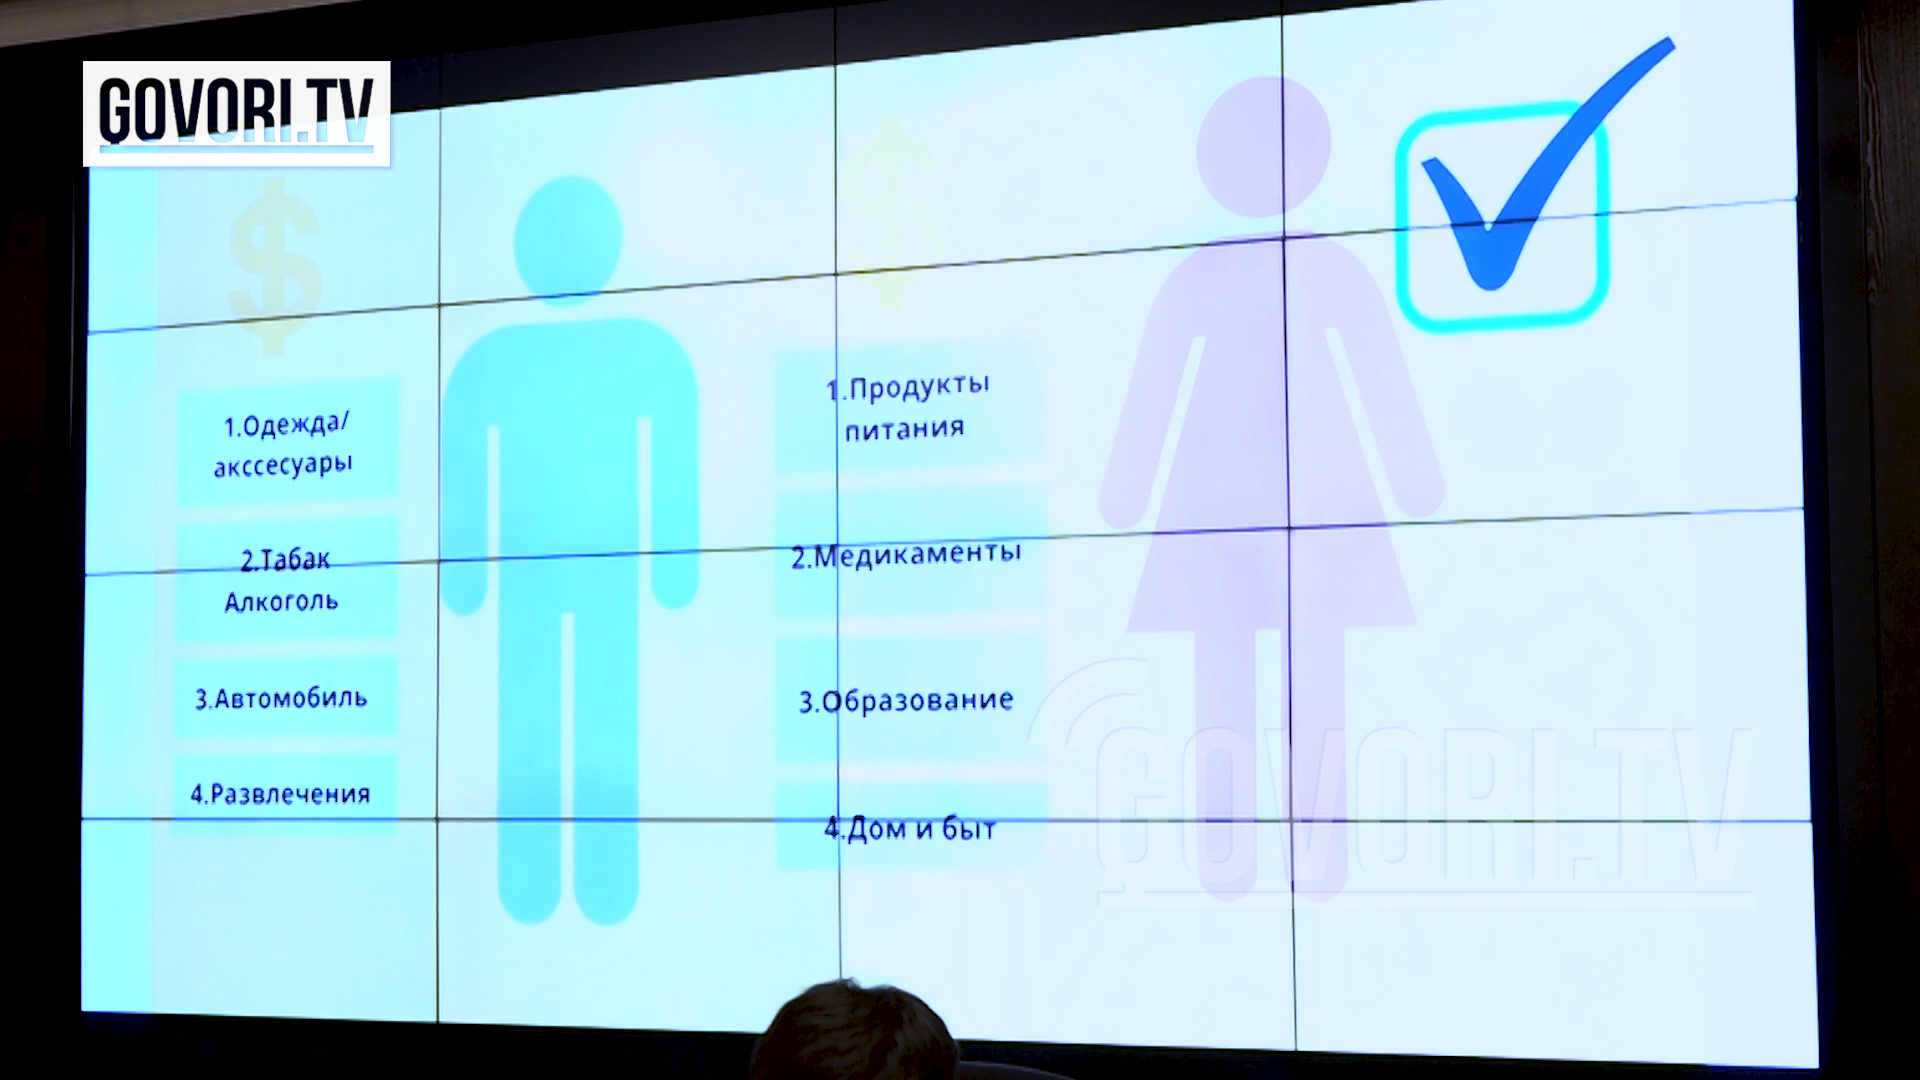 GOVORI.TV
$
1.Одежда/
акссесуары
2.Табак
Алкоголь
3.Автомобиль
4.Развлечения
$
1.Продукты
питания
2.Медикаменты
3.Образование
4.Дом и быт
GOVORI.TV